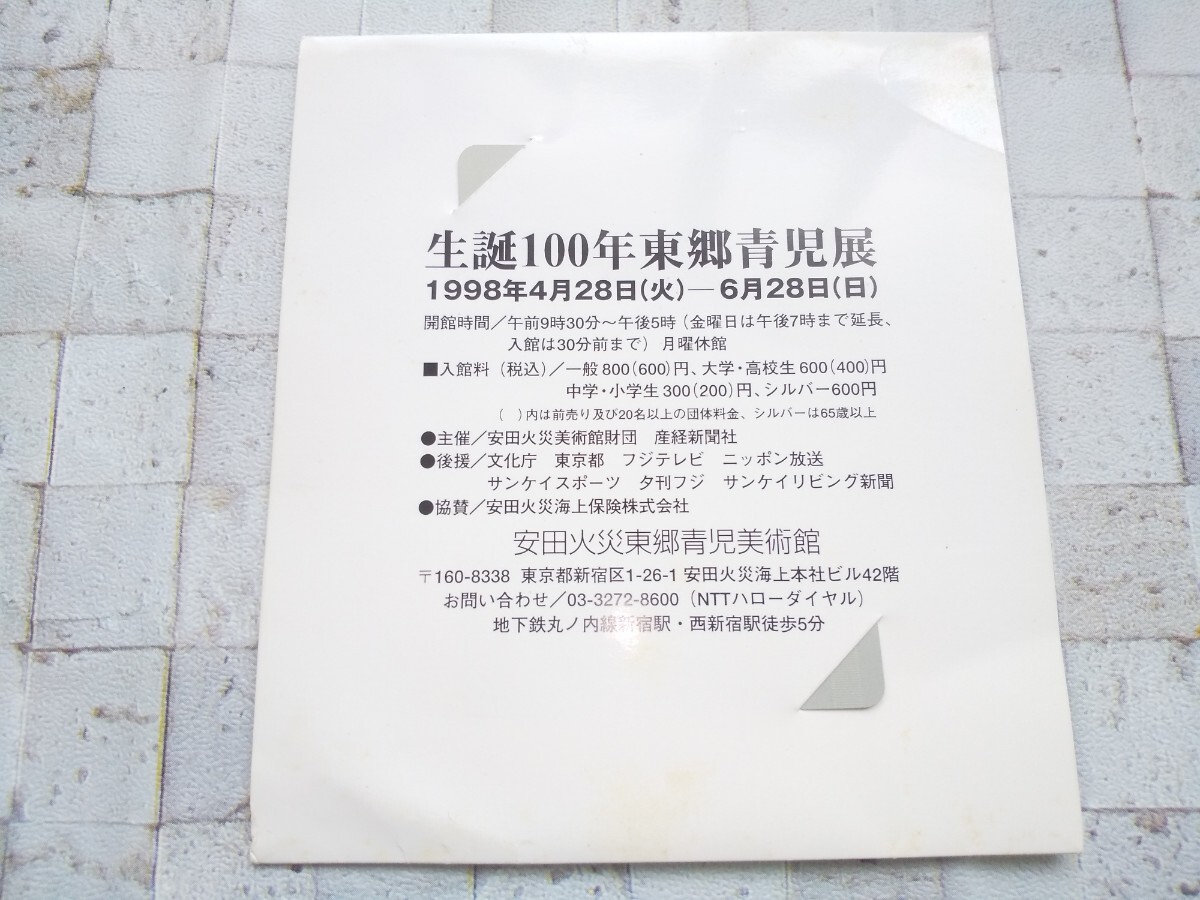 生誕100年東郷青児展
1998年4月28日(火)—6月28日(日)
開館時間／午前9時30分～午後5時（金曜日は午後7時まで延長、
入館は30分前まで） 月曜休館
■入館料（税込）／一般800(600)円、大学・高校生600(400)円
中学・小学生300(200)円、シルバー600円
（ ）内は前売り及び20名以上の団体料金、シルバーは65歳以上
●主催／安田火災美術館財団 産経新聞社
●後援／文化庁 東京都 フジテレビ ニッポン放送
サンケイスポーツ 夕刊フジ サンケイリビング新聞
●協賛／安田火災海上保険株式会社
安田火災東郷青児美術館
〒160-8338 東京都新宿区1-26-1 安田火災海上本社ビル42階
お問い合わせ／03-3272-8600（NTTハローダイヤル）
地下鉄丸ノ内線新宿駅・西新宿駅徒歩5分